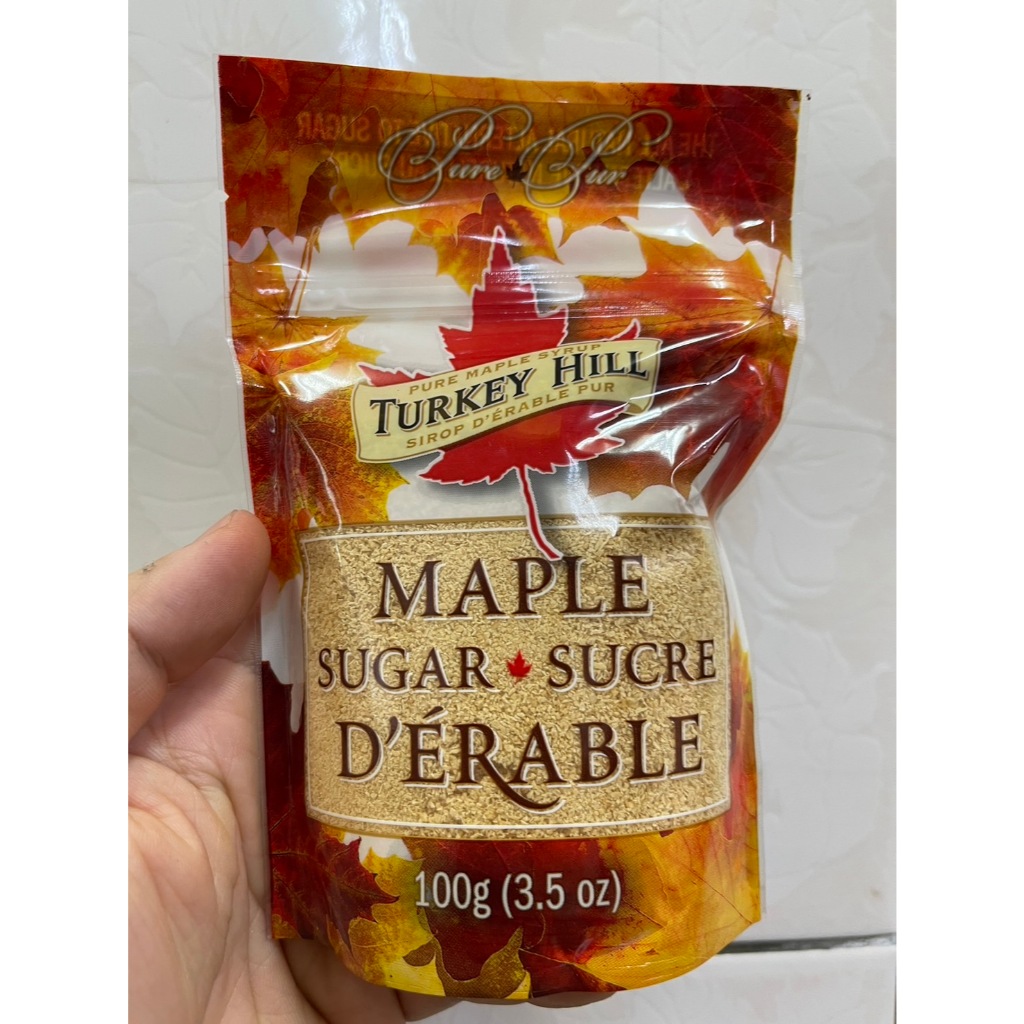 Pure Pur
PURE MAPLE SYRUP
TURKEY HILL
SIROP D'ÉRABLE PUR
MAPLE
SUGAR SUCRE
D'ÉRABLE
100g (3.5 oz)